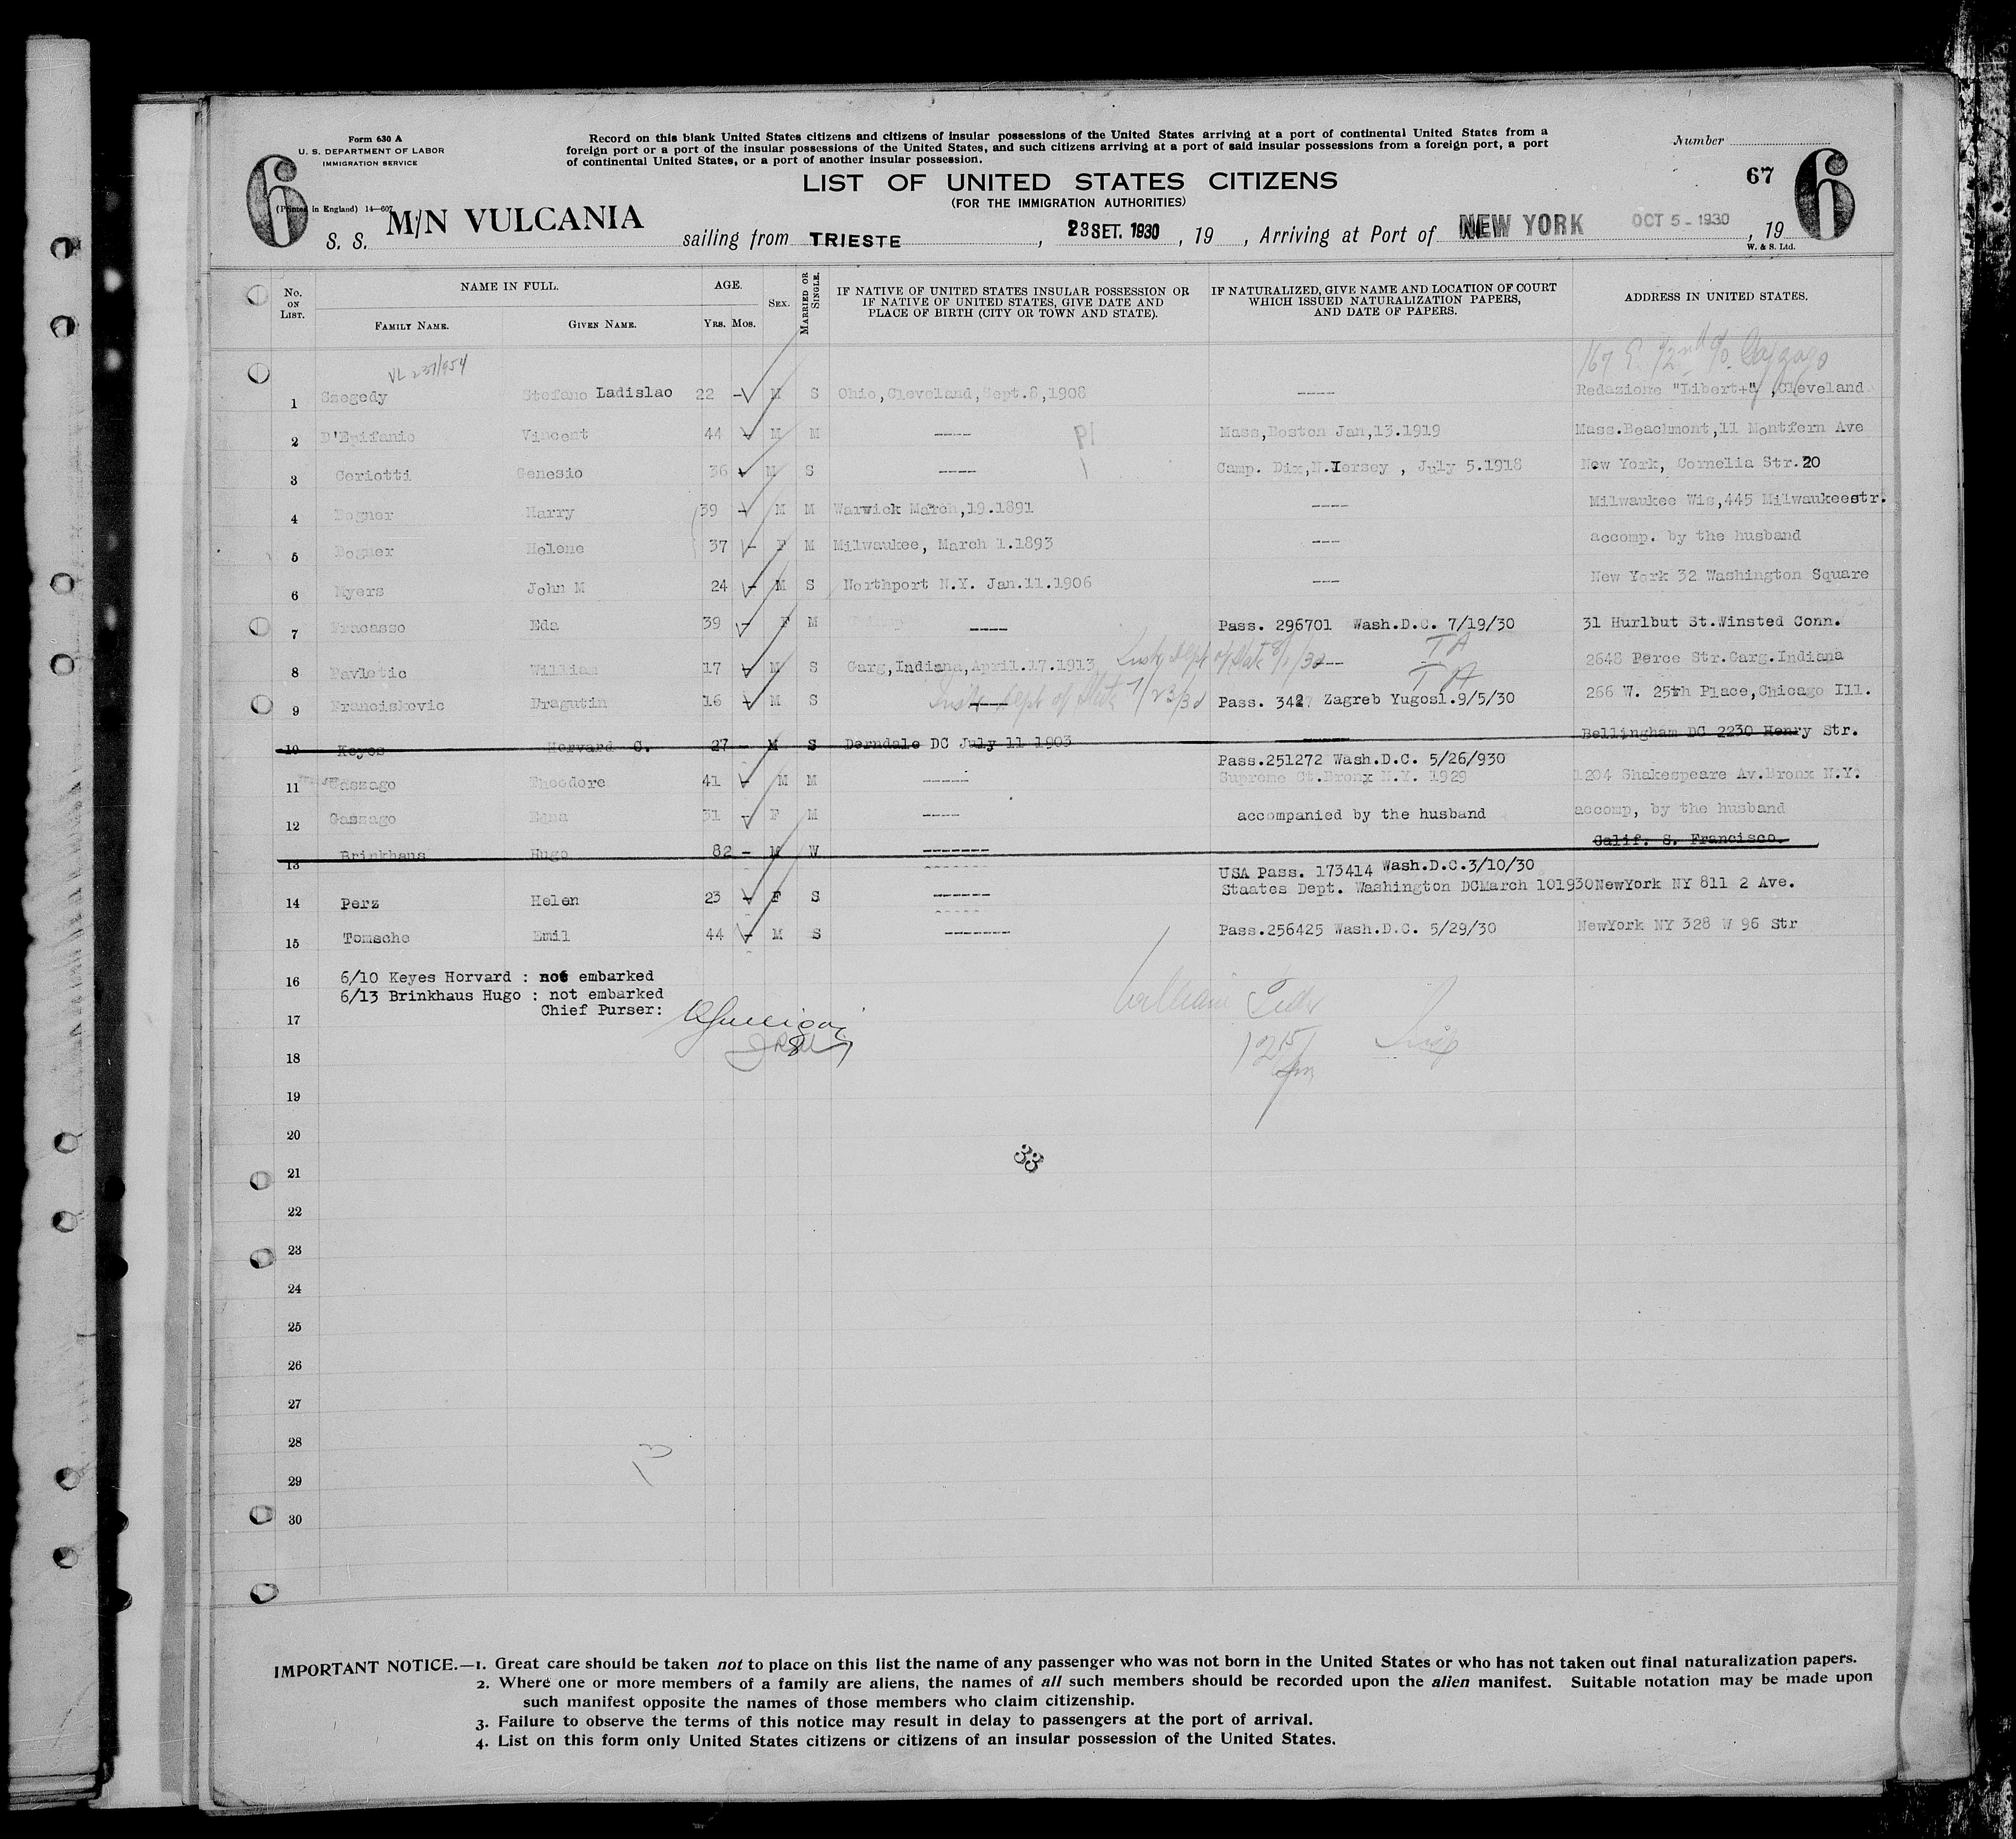 Form 630 A
U. S. DEPARTMENT OF LABOR
IMMIGRATION SERVICE
6
(Printed in England) 14—607
Record on this blank United States citizens and citizens of insular possessions of the United States arriving at a port of continental United States from a
foreign port or a port of the insular possessions of the United States, and such citizens arriving at a port of said insular possessions from a foreign port, a port
of continental United States, or a port of another insular possession.
Number
67
6
LIST OF UNITED STATES CITIZENS
(FOR THE IMMIGRATION AUTHORITIES)
S. S. M/N VULCANIA sailing from TRIESTE, 23 SET. 1930, 19 , Arriving at Port of NEW YORK OCT 5 - 1930, 19
W. & S. Ltd.
No. ON LIST. NAME IN FULL. FAMILY NAME. GIVEN NAME. AGE. YRS. MOS. SEX. MARRIED OR SINGLE. IF NATIVE OF UNITED STATES INSULAR POSSESSION OR IF NATIVE OF UNITED STATES, GIVE DATE AND PLACE OF BIRTH (CITY OR TOWN AND STATE). IF NATURALIZED, GIVE NAME AND LOCATION OF COURT WHICH ISSUED NATURALIZATION PAPERS, AND DATE OF PAPERS. ADDRESS IN UNITED STATES.
VL 237/954
1 Szegedy Stefano Ladislao 22 - M S Ohio,Cleveland,Sept.8,1908 ---- Redazione "Libert+" ,Cleveland
2 D'Epifanio Vincent 44 - M M ---- Mass,Boston Jan,13.1919 Mass.Beachmont,11 Montfern Ave
3 Ceriotti Genesio 36 M S ---- Camp. Dix,N.Iersey , July 5.1918 New York, Cornelia Str.20
4 Bogner Harry 39 - M M Warwick March,19.1891 ---- Milwaukee Wis,445 Milwaukeestr.
5 Bogner Helene 37 - F M Milwaukee, March 1.1893 --- accomp. by the husband
6 Myers John M 24 - M S Northport N.Y. Jan.11.1906 --- New York 32 Washington Square
7 Fracasso Eda 39 - F M ---- Pass. 296701 Wash.D.C. 7/19/30 31 Hurlbut St.Winsted Conn.
8 Pavletic William 17 - M S Garg,Indiana,April.17.1913 --- 2648 Perce Str.Garg.Indiana
9 Franciskovic Dragutin 16 - M S ---- Pass. 342 Zagreb Yugosl.9/5/30 266 W. 25th Place,Chicago Ill.
10 Keyes Horvard C. 27 - M S Derndale DC July 11 1903 ---- Bellingham DC 2230 Henry Str.
Pass.251272 Wash.D.C. 5/26/930
11 Gaszago Theodore 41 - M M ----- Supreme Ct.Bronx N.Y. 1929 1204 Shakespeare Av.Bronx N.Y.
12 Gaszago Edna 31 - F M ---- accompanied by the husband accomp, by the husband
13 Brinkhaus Hugo 82 - M W ------- Calif. S. Francisco.
USA Pass. 173414 Wash.D.C.3/10/30
14 Perz Helen 23 - F S ------ Staates Dept. Washington DCMarch 101930 NewYork NY 811 2 Ave.
15 Tomsche Emil 44 - M S ------- Pass.256425 Wash.D.C. 5/29/30 NewYork NY 328 W 96 Str
16 6/10 Keyes Horvard : not embarked
6/13 Brinkhaus Hugo : not embarked
17 Chief Purser:
18
19
20
21
22
23
24
25
26
27
28
29
30
IMPORTANT NOTICE.—1. Great care should be taken not to place on this list the name of any passenger who was not born in the United States or who has not taken out final naturalization papers.
2. Where one or more members of a family are aliens, the names of all such members should be recorded upon the alien manifest. Suitable notation may be made upon
such manifest opposite the names of those members who claim citizenship.
3. Failure to observe the terms of this notice may result in delay to passengers at the port of arrival.
4. List on this form only United States citizens or citizens of an insular possession of the United States.